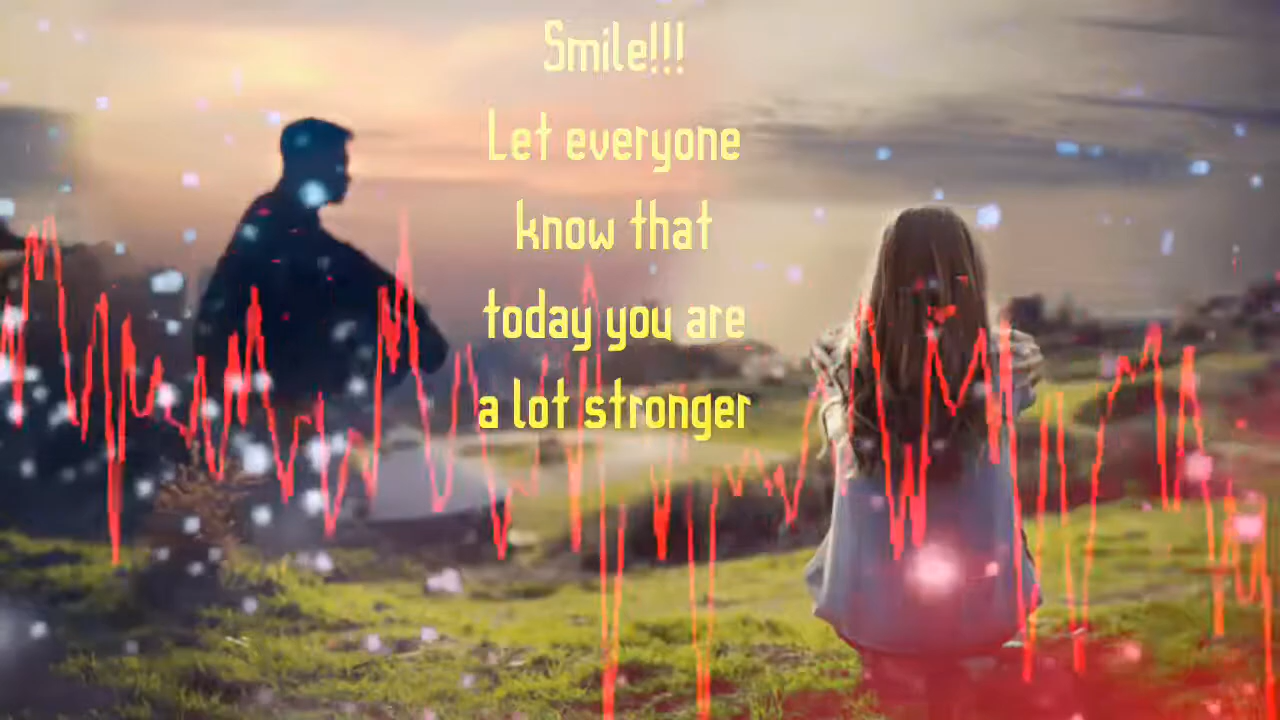 Smile!!!
Let everyone
know that
today you are
a lot stronger